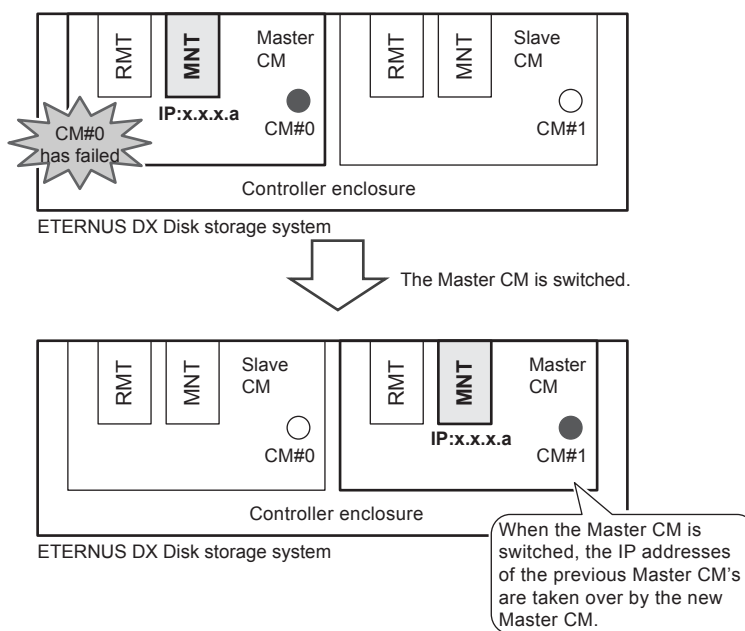 RMT
MNT
Master
CM
IP:x.x.x.a
CM#0
RMT
MNT
Slave
CM
CM#1
CM#0
has failed
Controller enclosure
ETERNUS DX Disk storage system
The Master CM is switched.
RMT
MNT
Slave
CM
CM#0
RMT
MNT
Master
CM
IP:x.x.x.a
CM#1
Controller enclosure
ETERNUS DX Disk storage system
When the Master CM is
switched, the IP addresses
of the previous Master CM's
are taken over by the new
Master CM.